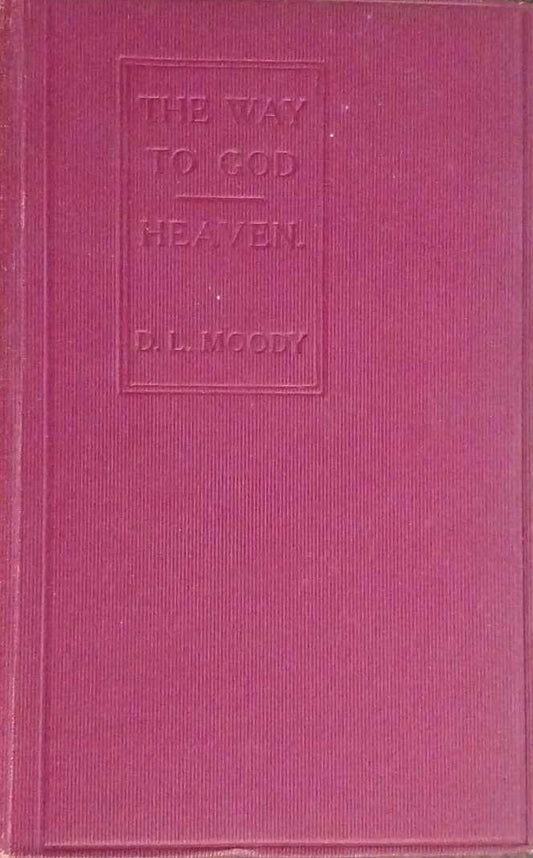 THE WAY
TO GOD
HEAVEN.
D. L. MOODY